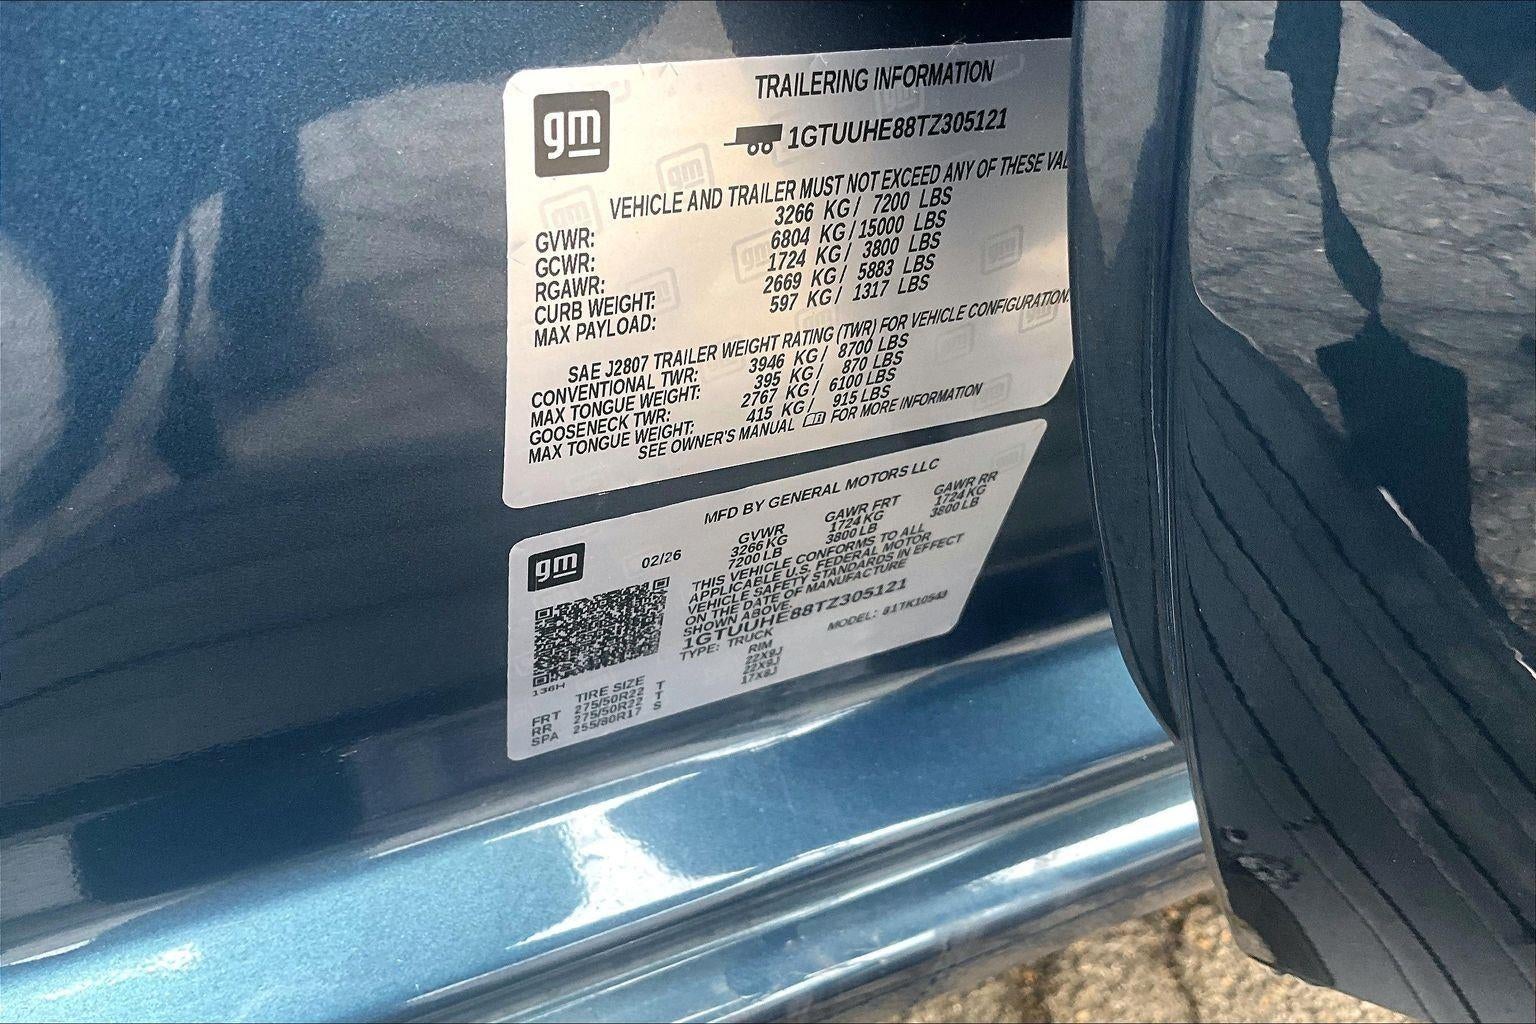 gm
TRAILERING INFORMATION
1GTUUHE88TZ305121
VEHICLE AND TRAILER MUST NOT EXCEED ANY OF THESE VAL
GVWR: 3266 KG / 7200 LBS
GCWR: 6804 KG / 15000 LBS
RGAWR: 1724 KG / 3800 LBS
CURB WEIGHT: 2669 KG / 5883 LBS
MAX PAYLOAD: 597 KG / 1317 LBS
SAE J2807 TRAILER WEIGHT RATING (TWR) FOR VEHICLE CONFIGURATION.
CONVENTIONAL TWR: 3946 KG / 8700 LBS
MAX TONGUE WEIGHT: 395 KG / 870 LBS
GOOSENECK TWR: 2767 KG / 6100 LBS
MAX TONGUE WEIGHT: 415 KG / 915 LBS
SEE OWNER'S MANUAL gm FOR MORE INFORMATION
MFD BY GENERAL MOTORS LLC
gm
02/26
GVWR GAWR FRT GAWR RR
3266 KG 1724 KG 1724 KG
7200 LB 3800 LB 3800 LB
THIS VEHICLE CONFORMS TO ALL
APPLICABLE U.S. FEDERAL MOTOR
VEHICLE SAFETY STANDARDS IN EFFECT
ON THE DATE OF MANUFACTURE
SHOWN ABOVE.
1GTUUHE88TZ305121
TYPE: TRUCK MODEL: 81TK10543
136H
TIRE SIZE RIM
FRT 275/50R22 T 22X9J
RR 275/50R22 T 22X9J
SPA 255/80R17 S 17X8J